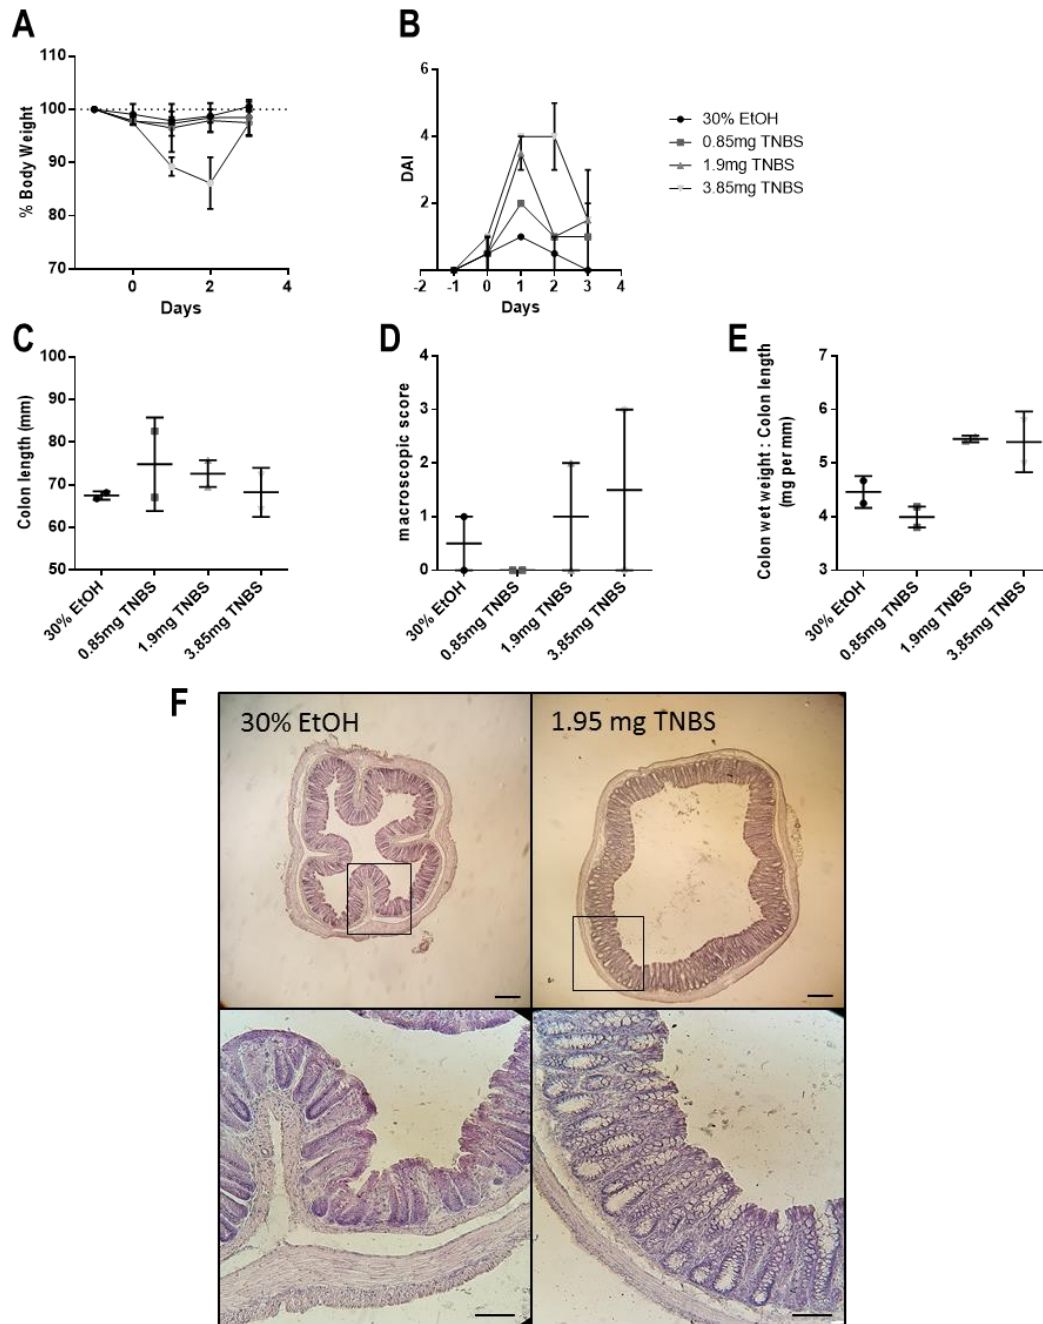 A
110
100
90
80
70
% Body Weight
0
2
4
Days
B
6
4
2
DAI
-2
-1
0
1
2
3
4
Days
30% EtOH
0.85mg TNBS
1.9mg TNBS
3.85mg TNBS
C
100
90
80
70
60
50
Colon length (mm)
30% EtOH
0.85mg TNBS
1.9mg TNBS
3.85mg TNBS
D
4
3
2
1
0
macroscopic score
30% EtOH
0.85mg TNBS
1.9mg TNBS
3.85mg TNBS
E
7
6
5
4
3
Colon wet weight : Colon length
(mg per mm)
30% EtOH
0.85mg TNBS
1.9mg TNBS
3.85mg TNBS
F
30% EtOH
1.95 mg TNBS